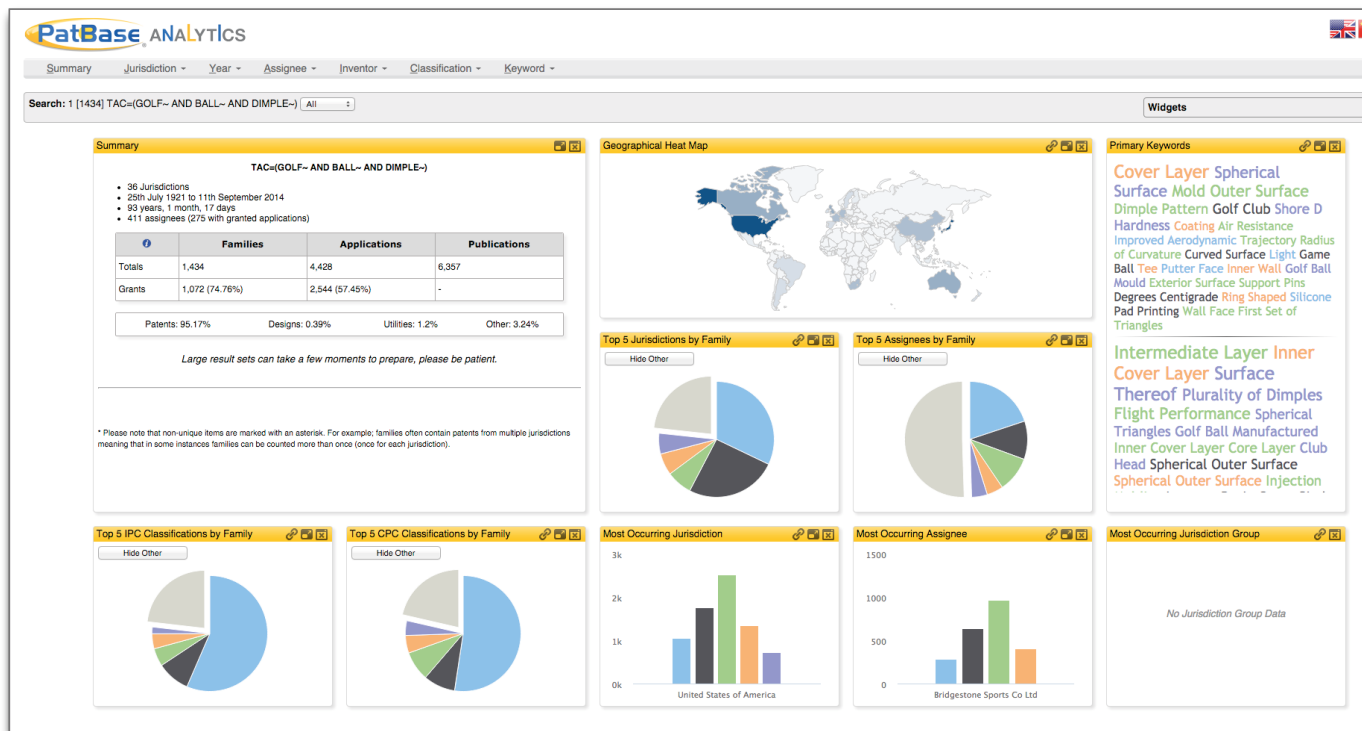 PatBase ANALYTICS
Summary Jurisdiction Year Assignee Inventor Classification Keyword
Search: 1 [1434] TAC=(GOLF~ AND BALL~ AND DIMPLE~) All
Widgets
Summary
TAC=(GOLF~ AND BALL~ AND DIMPLE~)
• 36 Jurisdictions
• 25th July 1921 to 11th September 2014
• 93 years, 1 month, 17 days
• 411 assignees (275 with granted applications)
i Families Applications Publications
Totals 1,434 4,428 6,357
Grants 1,072 (74.76%) 2,544 (57.45%) -
Patents: 95.17% Designs: 0.39% Utilities: 1.2% Other: 3.24%
Large result sets can take a few moments to prepare, please be patient.
* Please note that non-unique items are marked with an asterisk. For example; families often contain patents from multiple jurisdictions
meaning that in some instances families can be counted more than once (once for each jurisdiction).
Geographical Heat Map
Primary Keywords
Cover Layer Spherical
Surface Mold Outer Surface
Dimple Pattern Golf Club Shore D
Hardness Coating Air Resistance
Improved Aerodynamic Trajectory Radius
of Curvature Curved Surface Light Game
Ball Tee Putter Face Inner Wall Golf Ball
Mould Exterior Surface Support Pins
Degrees Centigrade Ring Shaped Silicone
Pad Printing Wall Face First Set of
Triangles
Intermediate Layer Inner
Cover Layer Surface
Thereof Plurality of Dimples
Flight Performance Spherical
Triangles Golf Ball Manufactured
Inner Cover Layer Core Layer Club
Head Spherical Outer Surface
Spherical Outer Surface Injection
Top 5 Jurisdictions by Family
Hide Other
Top 5 Assignees by Family
Hide Other
Top 5 IPC Classifications by Family
Hide Other
Top 5 CPC Classifications by Family
Hide Other
Most Occurring Jurisdiction
3k
2k
1k
0k
United States of America
Most Occurring Assignee
1500
1000
500
0
Bridgestone Sports Co Ltd
Most Occurring Jurisdiction Group
No Jurisdiction Group Data